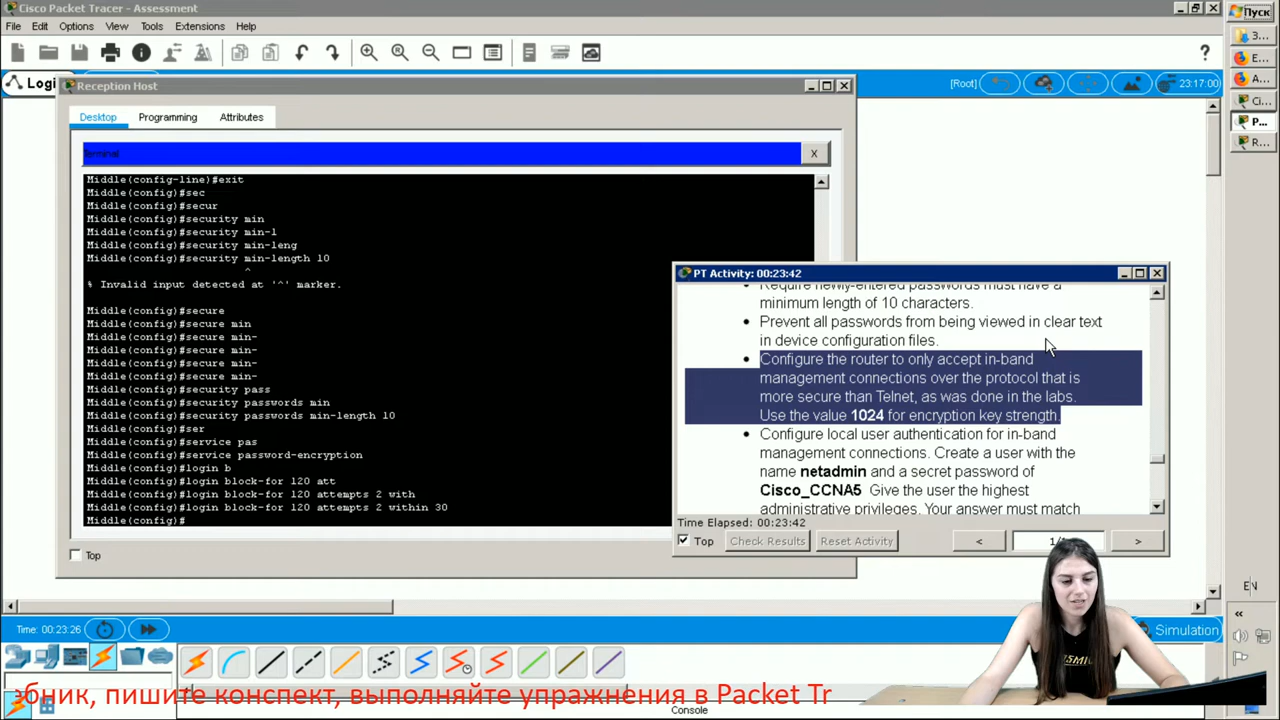 Cisco Packet Tracer - Assessment
File Edit Options View Tools Extensions Help
Logi
[Root]
23:17:00
Reception Host
Desktop Programming Attributes
Terminal
X
Middle(config-line)#exit
Middle(config)#sec
Middle(config)#secur
Middle(config)#security min
Middle(config)#security min-l
Middle(config)#security min-leng
Middle(config)#security min-length 10
^
% Invalid input detected at '^' marker.
Middle(config)#secure
Middle(config)#secure min
Middle(config)#secure min-
Middle(config)#secure min-
Middle(config)#secure min-
Middle(config)#secure min-
Middle(config)#security pass
Middle(config)#security passwords min
Middle(config)#security passwords min-length 10
Middle(config)#ser
Middle(config)#service pas
Middle(config)#service password-encryption
Middle(config)#login b
Middle(config)#login block-for 120 att
Middle(config)#login block-for 120 attempts 2 with
Middle(config)#login block-for 120 attempts 2 within 30
Middle(config)#
Top
PT Activity: 00:23:42
• Require newly-entered passwords must have a
minimum length of 10 characters.
• Prevent all passwords from being viewed in clear text
in device configuration files.
• Configure the router to only accept in-band
management connections over the protocol that is
more secure than Telnet, as was done in the labs.
Use the value 1024 for encryption key strength.
• Configure local user authentication for in-band
management connections. Create a user with the
name netadmin and a secret password of
Cisco_CCNA5 Give the user the highest
administrative privileges. Your answer must match
Time Elapsed: 00:23:42
Top Check Results Reset Activity < 1/ >
Time: 00:23:26
Simulation
Console
бник, пишите конспект, выполняйте упражнения в Packet Tr
Пуск
З...
E...
A...
Ci...
P...
R...
EN
«